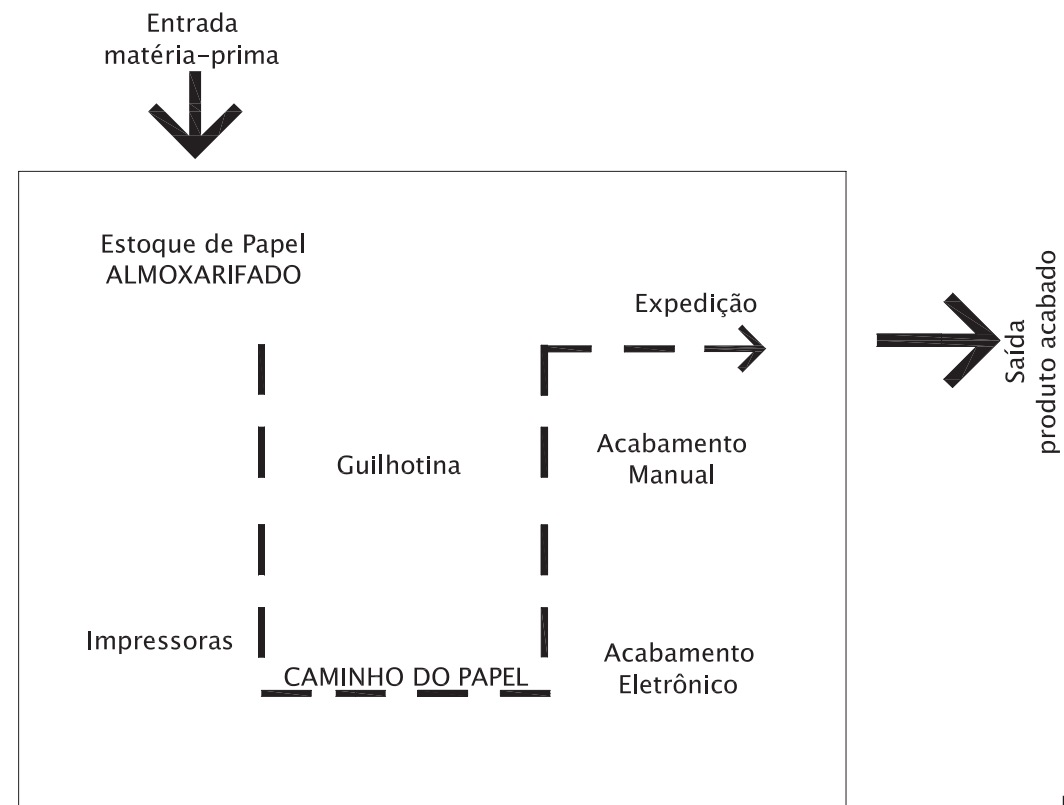 Entrada
matéria-prima
Estoque de Papel
ALMOXARIFADO
Expedição
Saída
produto acabado
Guilhotina
Acabamento
Manual
Impressoras
CAMINHO DO PAPEL
Acabamento
Eletrônico